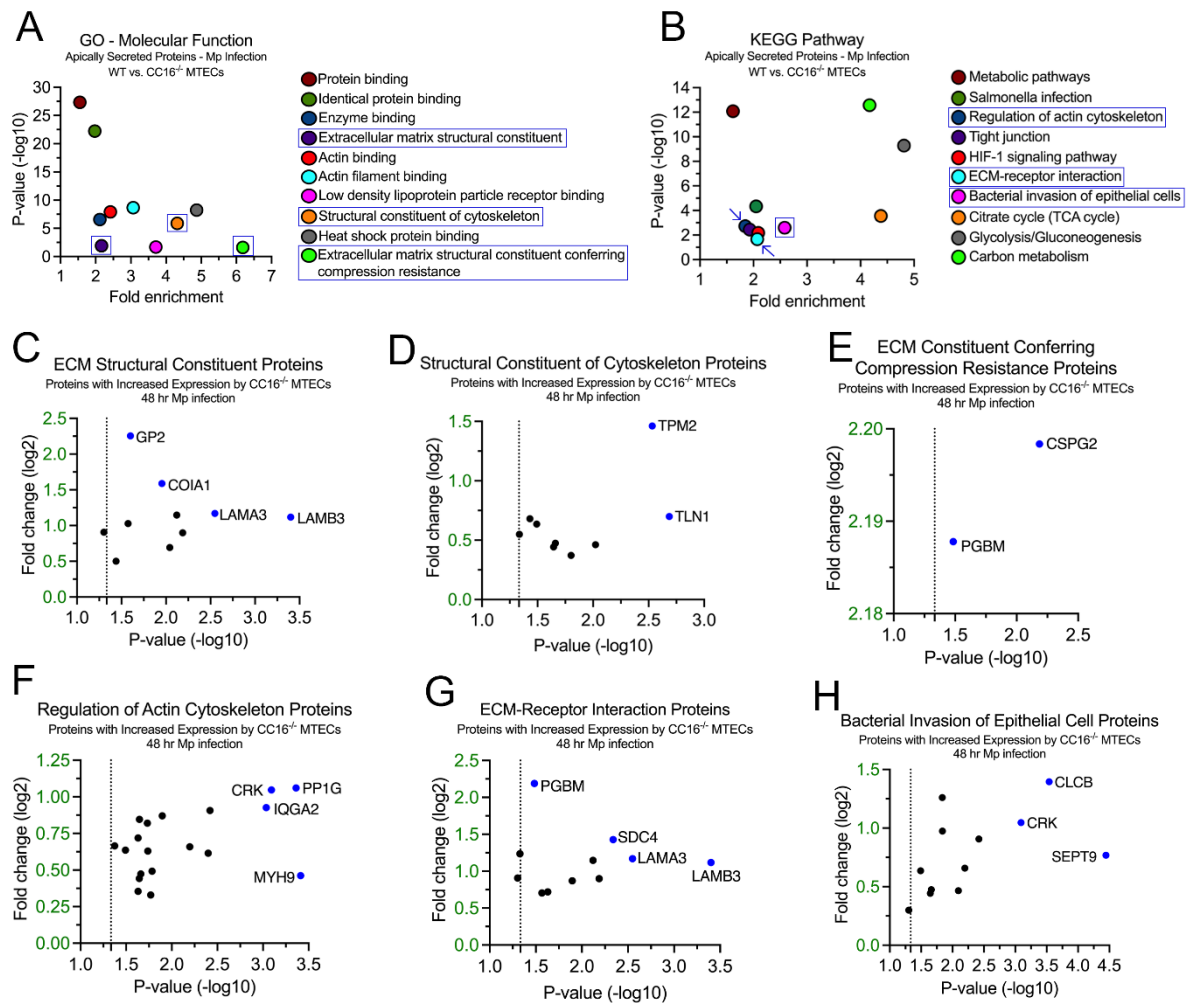 A
GO - Molecular Function
Apically Secreted Proteins - Mp Infection
WT vs. CC16-/- MTECs
P-value (-log10)
30
25
20
15
10
5
0
1 2 3 4 5 6 7
Fold enrichment
Protein binding
Identical protein binding
Enzyme binding
Extracellular matrix structural constituent
Actin binding
Actin filament binding
Low density lipoprotein particle receptor binding
Structural constituent of cytoskeleton
Heat shock protein binding
Extracellular matrix structural constituent conferring
compression resistance
B
KEGG Pathway
Apically Secreted Proteins - Mp Infection
WT vs. CC16-/- MTECs
P-value (-log10)
14
12
10
8
6
4
2
0
1 2 3 4 5
Fold enrichment
Metabolic pathways
Salmonella infection
Regulation of actin cytoskeleton
Tight junction
HIF-1 signaling pathway
ECM-receptor interaction
Bacterial invasion of epithelial cells
Citrate cycle (TCA cycle)
Glycolysis/Gluconeogenesis
Carbon metabolism
C
ECM Structural Constituent Proteins
Proteins with Increased Expression by CC16-/- MTECs
48 hr Mp infection
Fold change (log2)
2.5
2.0
1.5
1.0
0.5
0.0
GP2
COIA1
LAMA3
LAMB3
1.0 1.5 2.0 2.5 3.0 3.5
P-value (-log10)
D
Structural Constituent of Cytoskeleton Proteins
Proteins with Increased Expression by CC16-/- MTECs
48 hr Mp infection
Fold change (log2)
1.5
1.0
0.5
0.0
TPM2
TLN1
1.0 1.5 2.0 2.5 3.0
P-value (-log10)
E
ECM Constituent Conferring
Compression Resistance Proteins
Proteins with Increased Expression by CC16-/- MTECs
48 hr Mp infection
Fold change (log2)
2.20
2.19
2.18
CSPG2
PGBM
1.0 1.5 2.0 2.5
P-value (-log10)
F
Regulation of Actin Cytoskeleton Proteins
Proteins with Increased Expression by CC16-/- MTECs
48 hr Mp infection
Fold change (log2)
1.25
1.00
0.75
0.50
0.25
0.00
CRK
PP1G
IQGA2
MYH9
1.0 1.5 2.0 2.5 3.0 3.5
P-value (-log10)
G
ECM-Receptor Interaction Proteins
Proteins with Increased Expression by CC16-/- MTECs
48 hr Mp infection
Fold change (log2)
2.5
2.0
1.5
1.0
0.5
0.0
PGBM
SDC4
LAMA3
LAMB3
1.0 1.5 2.0 2.5 3.0 3.5
P-value (-log10)
H
Bacterial Invasion of Epithelial Cell Proteins
Proteins with Increased Expression by CC16-/- MTECs
48 hr Mp infection
Fold change (log2)
1.5
1.0
0.5
0.0
CLCB
CRK
SEPT9
1.0 1.5 2.0 2.5 3.0 3.5 4.0 4.5
P-value (-log10)